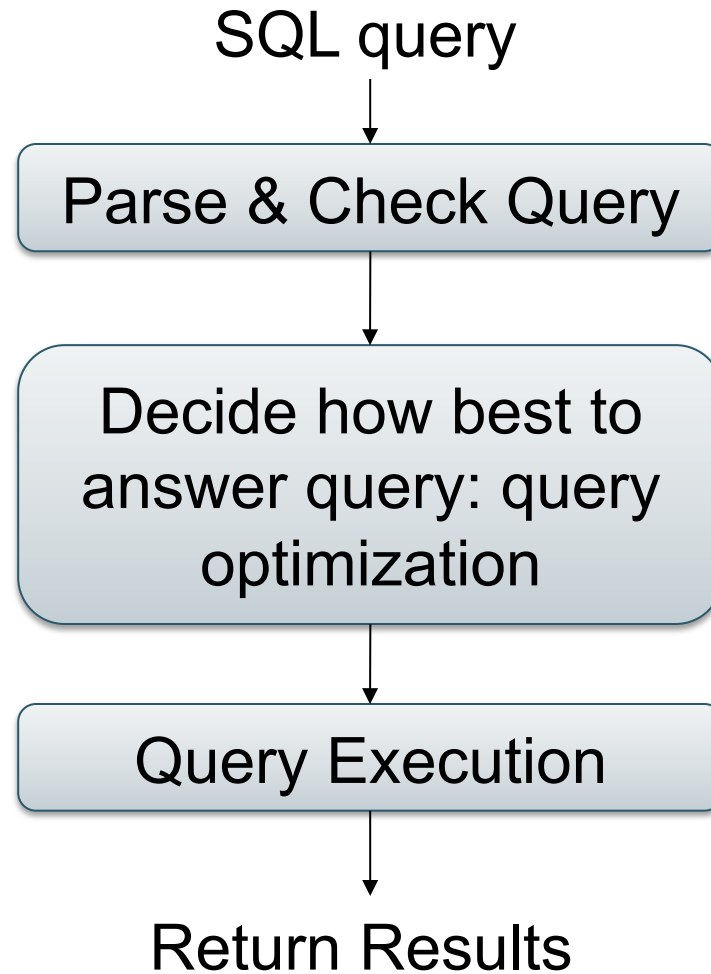 SQL query
Parse & Check Query
Decide how best to
answer query: query
optimization
Query Execution
Return Results